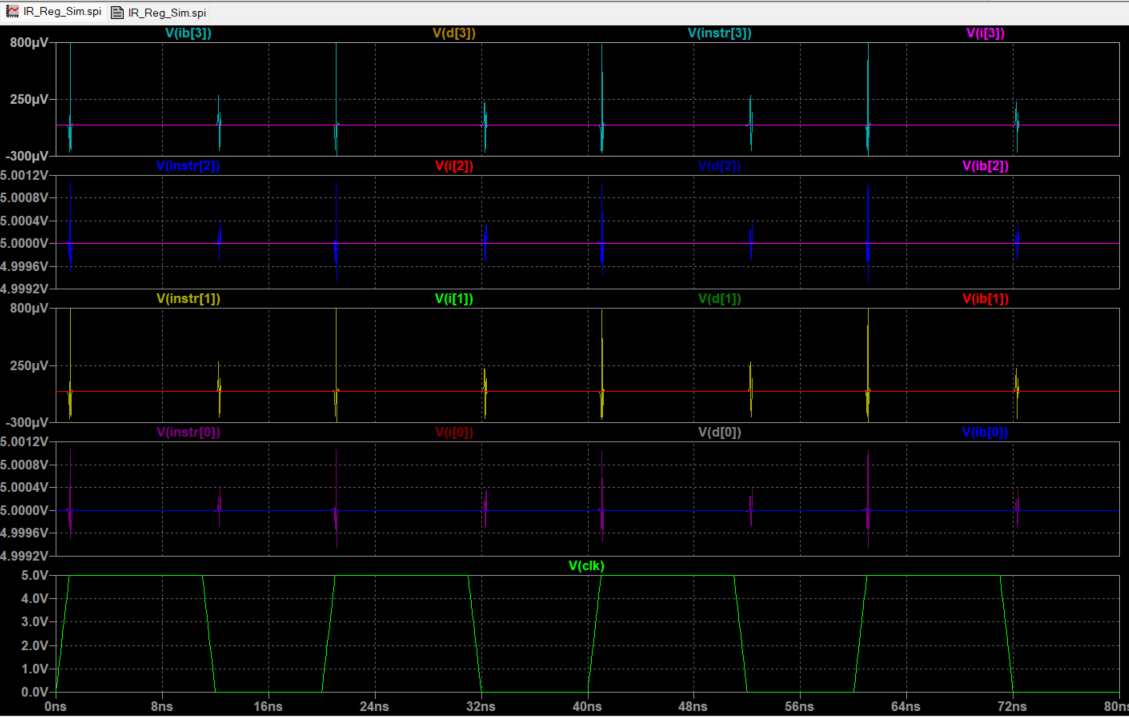 IR_Reg_Sim.spi IR_Reg_Sim.spi
V(ib[3]) V(d[3]) V(instr[3]) V(i[3])
800µV
250µV
-300µV
V(instr[2]) V(i[2]) V(d[2]) V(ib[2])
5.0012V
5.0008V
5.0004V
5.0000V
4.9996V
4.9992V
V(instr[1]) V(i[1]) V(d[1]) V(ib[1])
800µV
250µV
-300µV
V(instr[0]) V(i[0]) V(d[0]) V(ib[0])
5.0012V
5.0008V
5.0004V
5.0000V
4.9996V
4.9992V
V(clk)
5.0V
4.0V
3.0V
2.0V
1.0V
0.0V
0ns 8ns 16ns 24ns 32ns 40ns 48ns 56ns 64ns 72ns 80ns